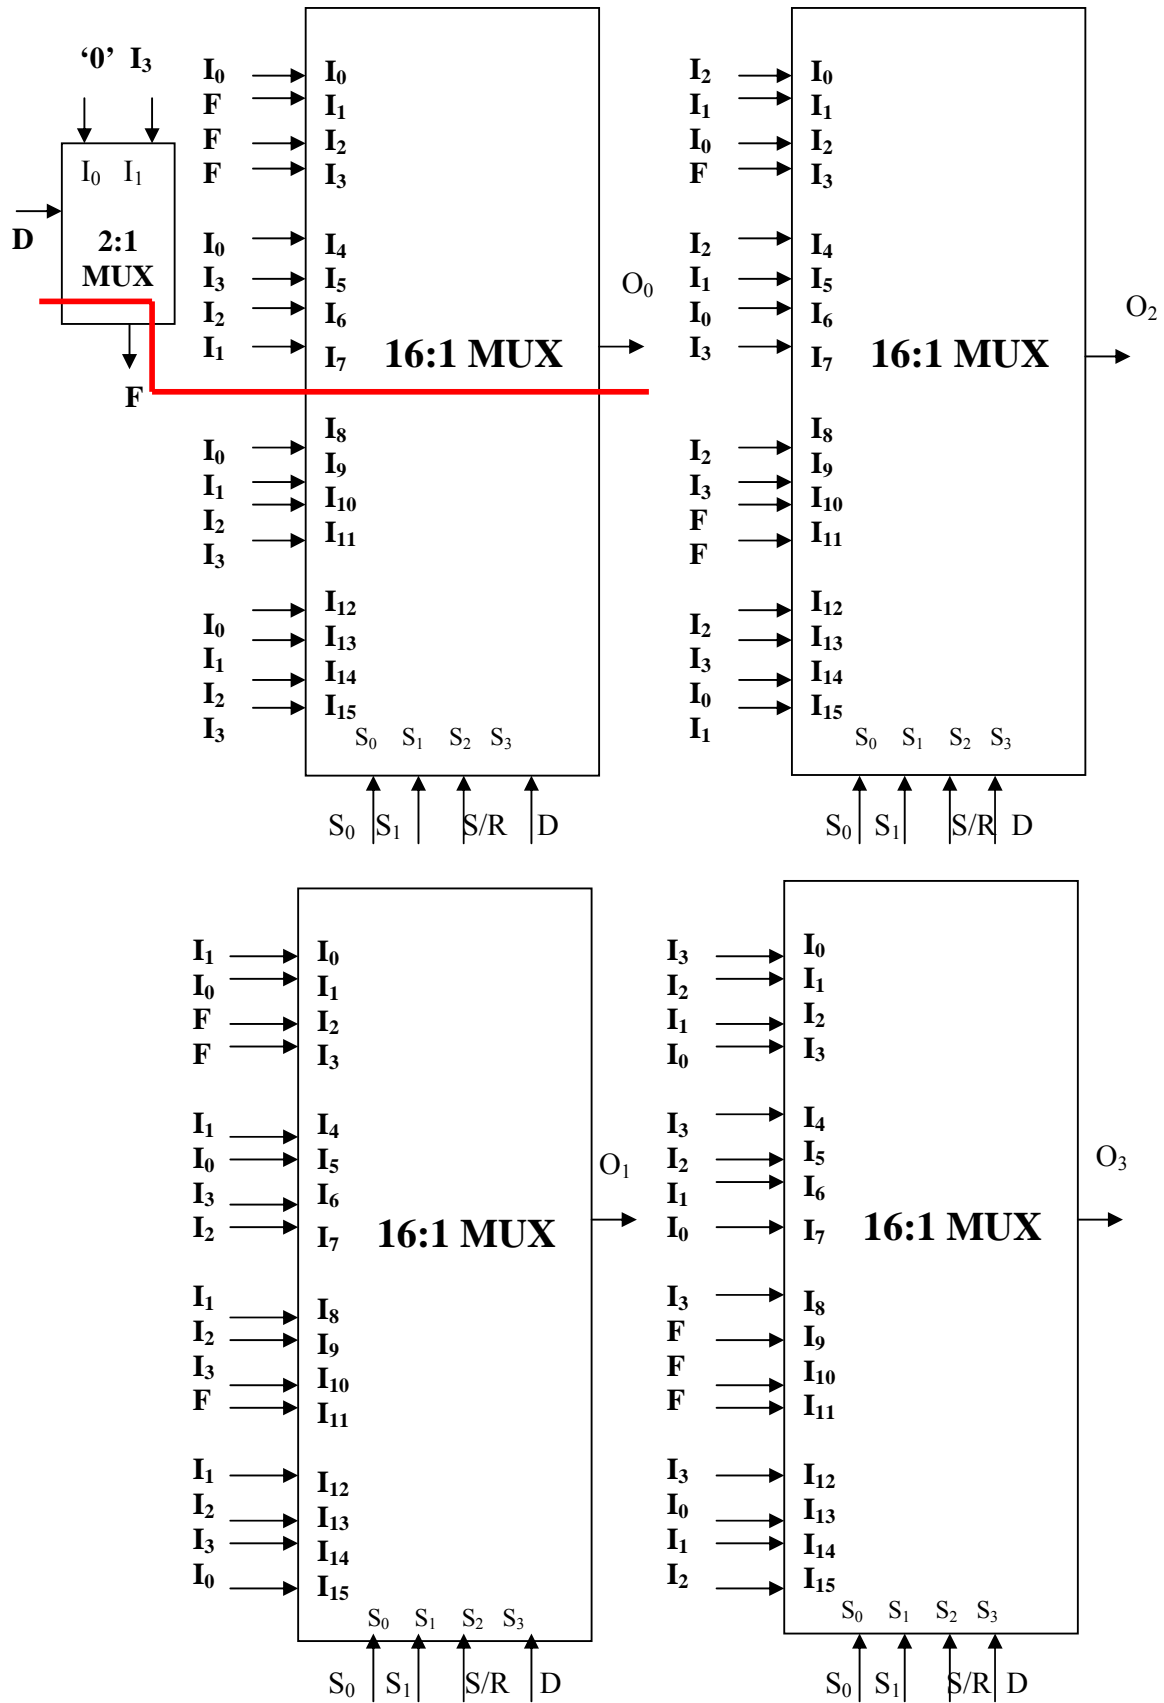 ‘0’ I₃
I₀ I₁
D
2:1
MUX
F
I₀ I₀
F I₁
F I₂
F I₃
I₀ I₄
I₃ I₅
I₂ I₆
I₁ I₇
16:1 MUX
O₀
I₀ I₈
I₁ I₉
I₂ I₁₀
I₃ I₁₁
I₀ I₁₂
I₁ I₁₃
I₂ I₁₄
I₃ I₁₅
S₀ S₁ S₂ S₃
S₀ S₁ S/R D
I₂ I₀
I₁ I₁
I₀ I₂
F I₃
I₂ I₄
I₁ I₅
I₀ I₆
I₃ I₇
16:1 MUX
O₂
I₂ I₈
I₃ I₉
F I₁₀
F I₁₁
I₂ I₁₂
I₃ I₁₃
I₀ I₁₄
I₁ I₁₅
S₀ S₁ S₂ S₃
S₀ S₁ S/R D
I₁ I₀
I₀ I₁
F I₂
F I₃
I₁ I₄
I₀ I₅
I₃ I₆
I₂ I₇
16:1 MUX
O₁
I₁ I₈
I₂ I₉
I₃ I₁₀
F I₁₁
I₁ I₁₂
I₂ I₁₃
I₃ I₁₄
I₀ I₁₅
S₀ S₁ S₂ S₃
S₀ S₁ S/R D
I₃ I₀
I₂ I₁
I₁ I₂
I₀ I₃
I₃ I₄
I₂ I₅
I₁ I₆
I₀ I₇
16:1 MUX
O₃
I₃ I₈
F I₉
F I₁₀
F I₁₁
I₃ I₁₂
I₀ I₁₃
I₁ I₁₄
I₂ I₁₅
S₀ S₁ S₂ S₃
S₀ S₁ S/R D